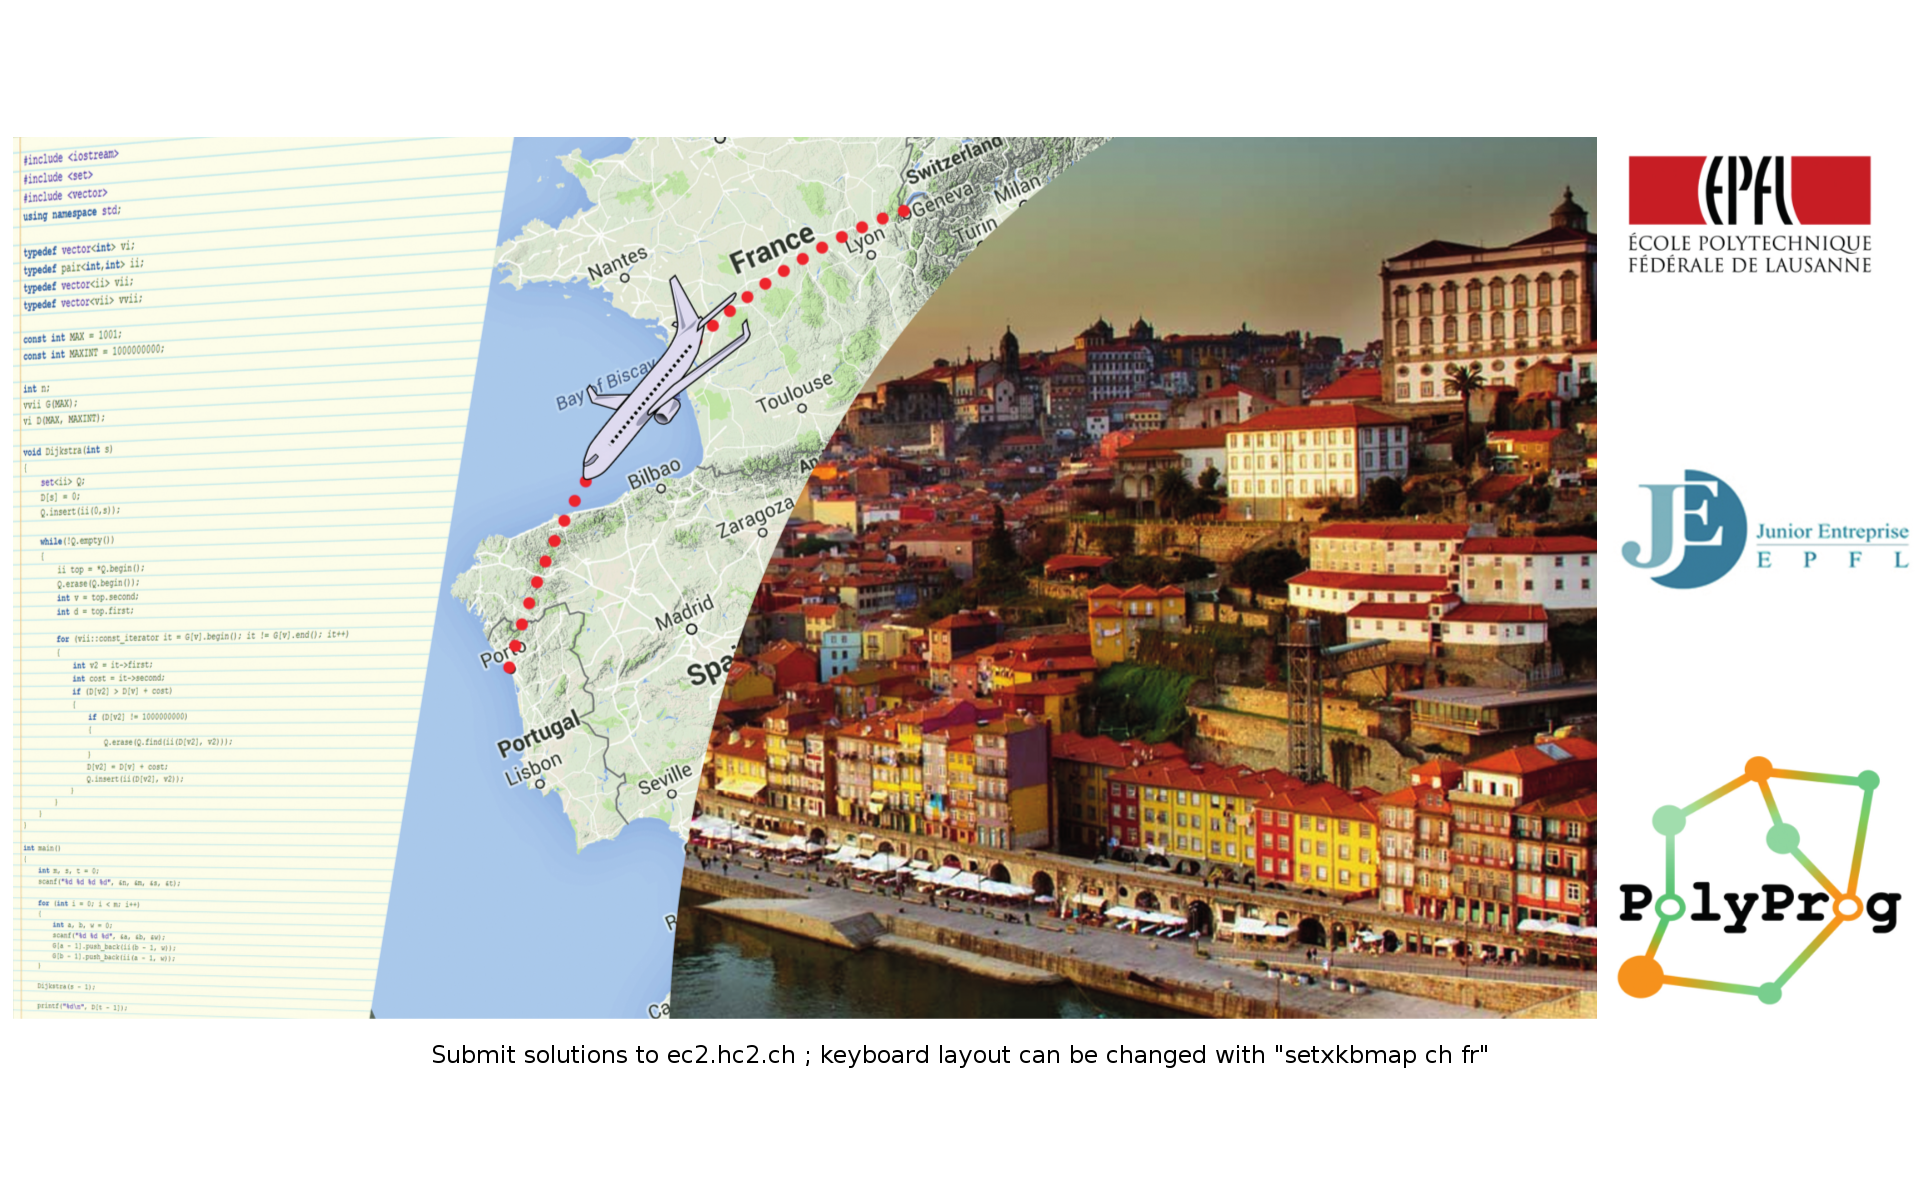 #include <iostream>
#include <set>
#include <vector>
using namespace std;
typedef vector<int> vi;
typedef pair<int,int> ii;
typedef vector<ii> vii;
typedef vector<vii> vvii;
const int MAX = 1001;
const int MAXINT = 1000000000;
int n;
vvii G(MAX);
vi D(MAX, MAXINT);
void Dijkstra(int s)
{
set<ii> Q;
D[s] = 0;
Q.insert(ii(0,s));
while(!Q.empty())
{
ii top = *Q.begin();
Q.erase(Q.begin());
int v = top.second;
int d = top.first;
for (vii::const_iterator it = G[v].begin(); it != G[v].end(); it++)
{
int v2 = it->first;
int cost = it->second;
if (D[v2] > D[v] + cost)
{
if (D[v2] != 1000000000)
{
Q.erase(Q.find(ii(D[v2], v2)));
}
D[v2] = D[v] + cost;
Q.insert(ii(D[v2], v2));
}
}
}
}
int main()
{
int m, s, t = 0;
scanf("%d %d %d %d", &n, &m, &s, &t);
for (int i = 0; i < m; i++)
{
int a, b, w = 0;
scanf("%d %d %d", &a, &b, &w);
G[a - 1].push_back(ii(b - 1, w));
G[b - 1].push_back(ii(a - 1, w));
}
Dijkstra(s - 1);
printf("%d\n", D[t - 1]);
Switzerland
Geneva
Milan
Turin
Lyon
France
Nantes
Bay of Biscay
Toulouse
Bilbao
An
Zaragoza
Madrid
Spai
Porto
Portugal
Lisbon
Seville
Ca
EPFL
ÉCOLE POLYTECHNIQUE
FÉDÉRALE DE LAUSANNE
JE
Junior Entreprise
E P F L
PolyProg
Submit solutions to ec2.hc2.ch ; keyboard layout can be changed with "setxkbmap ch fr"